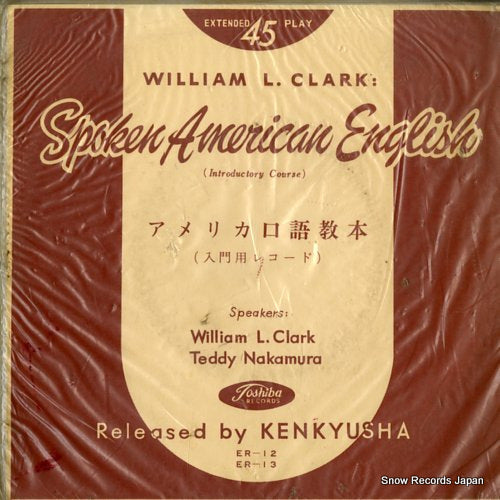 EXTENDED 45 PLAY
WILLIAM L. CLARK:
Spoken American English
(Introductory Course)
アメリカ口語教本
(入門用レコード)
Speakers:
William L. Clark
Teddy Nakamura
Toshiba
RECORDS
Released by KENKYUSHA
ER-12
ER-13
Snow Records Japan